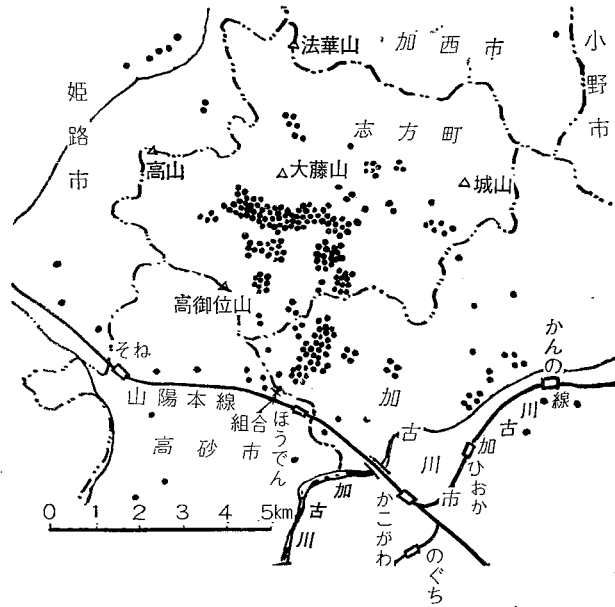 法華山
加西市
小野市
姫路市
志方町
高山
大藤山
城山
高御位山
そね
かんの
山陽本線
組合
ほうでん
加古川市
加古川線
高砂市
ひおか
加古川
かこがわ
のぐち
0 1 2 3 4 5km